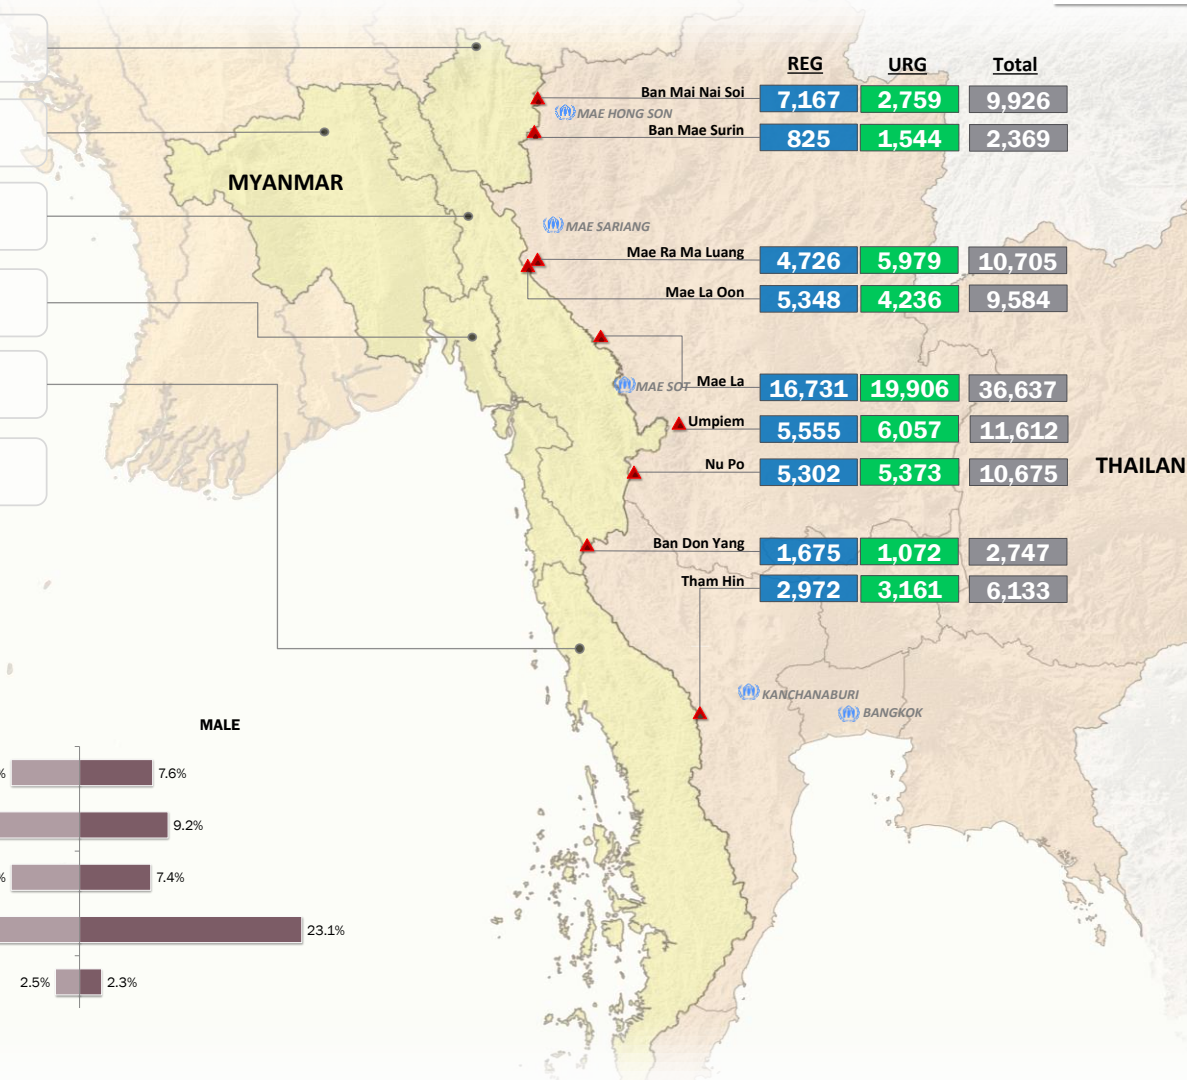 REG URG Total
Ban Mai Nai Soi 7,167 2,759 9,926
MAE HONG SON
Ban Mae Surin 825 1,544 2,369
MYANMAR
MAE SARIANG
Mae Ra Ma Luang 4,726 5,979 10,705
Mae La Oon 5,348 4,236 9,584
MAE SOT Mae La 16,731 19,906 36,637
Umpiem 5,555 6,057 11,612
Nu Po 5,302 5,373 10,675
THAILAN
Ban Don Yang 1,675 1,072 2,747
Tham Hin 2,972 3,161 6,133
KANCHANABURI
BANGKOK
MALE
% 7.6%
9.2%
% 7.4%
23.1%
2.5% 2.3%